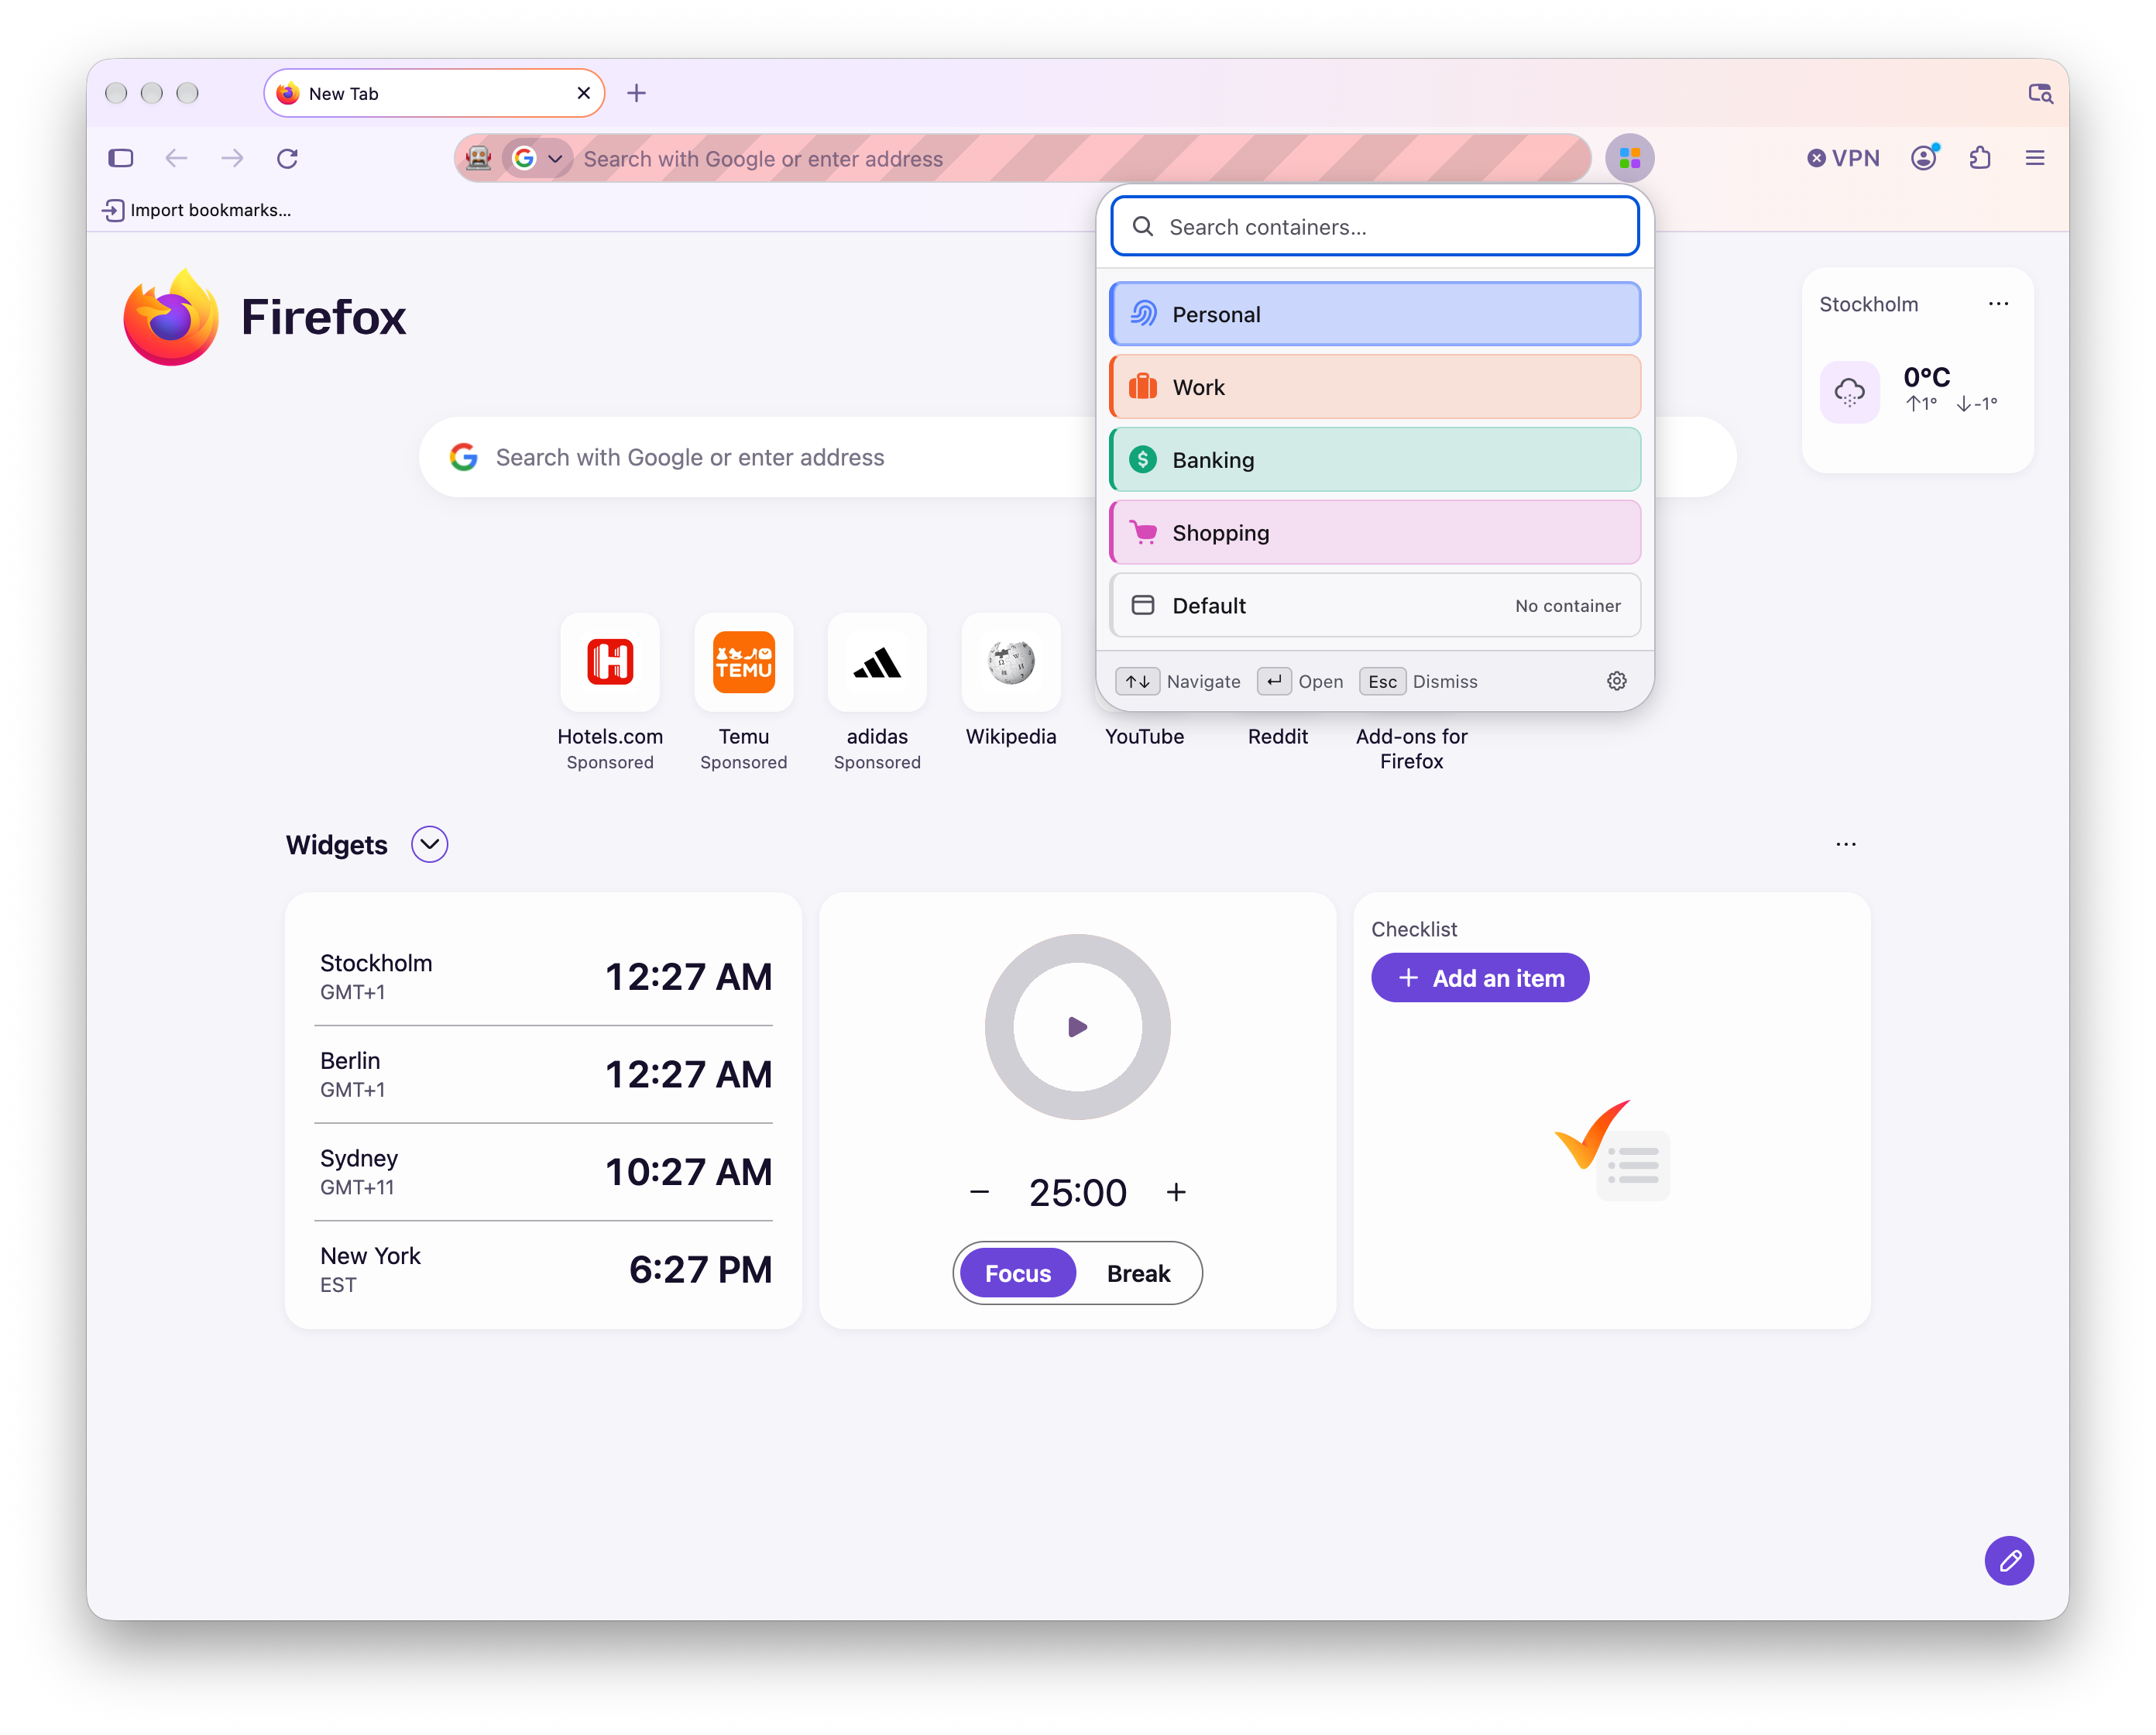 New Tab
Search with Google or enter address
VPN
Import bookmarks...
Search containers...
Firefox
Personal
Stockholm
0°C
↑1° ↓-1°
Work
Search with Google or enter address
Banking
Shopping
Default No container
↑↓ Navigate ↵ Open Esc Dismiss
TEMU
Hotels.com Temu adidas Wikipedia YouTube Reddit Add-ons for
Sponsored Sponsored Sponsored Firefox
Widgets
Stockholm 12:27 AM
GMT+1
Berlin 12:27 AM
GMT+1
Sydney 10:27 AM
GMT+11
New York 6:27 PM
EST
25:00
Focus Break
Checklist
+ Add an item